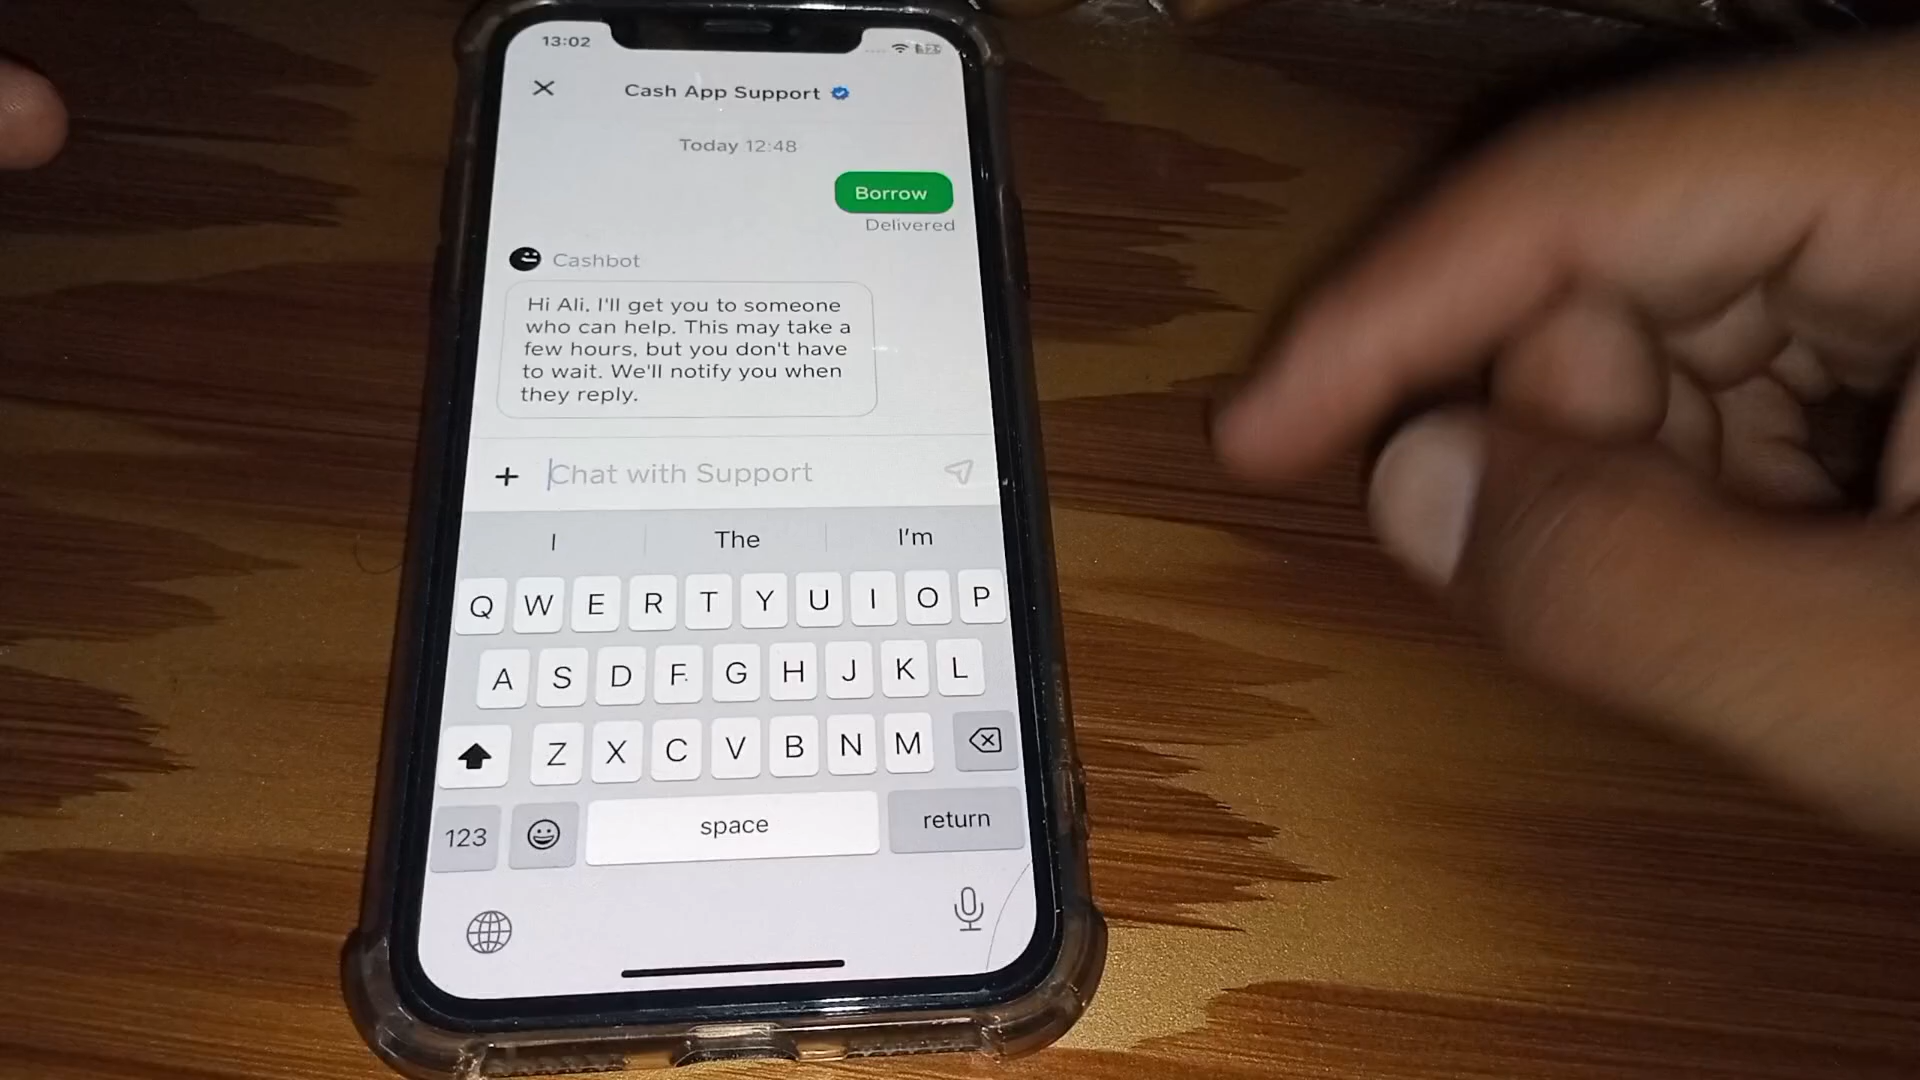 13:02
Cash App Support
Today 12:48
Borrow
Delivered
Cashbot
Hi Ali, I'll get you to someone
who can help. This may take a
few hours, but you don't have
to wait. We'll notify you when
they reply.
Chat with Support
I The I'm
Q W E R T Y U I O P
A S D F G H J K L
Z X C V B N M
123 space return